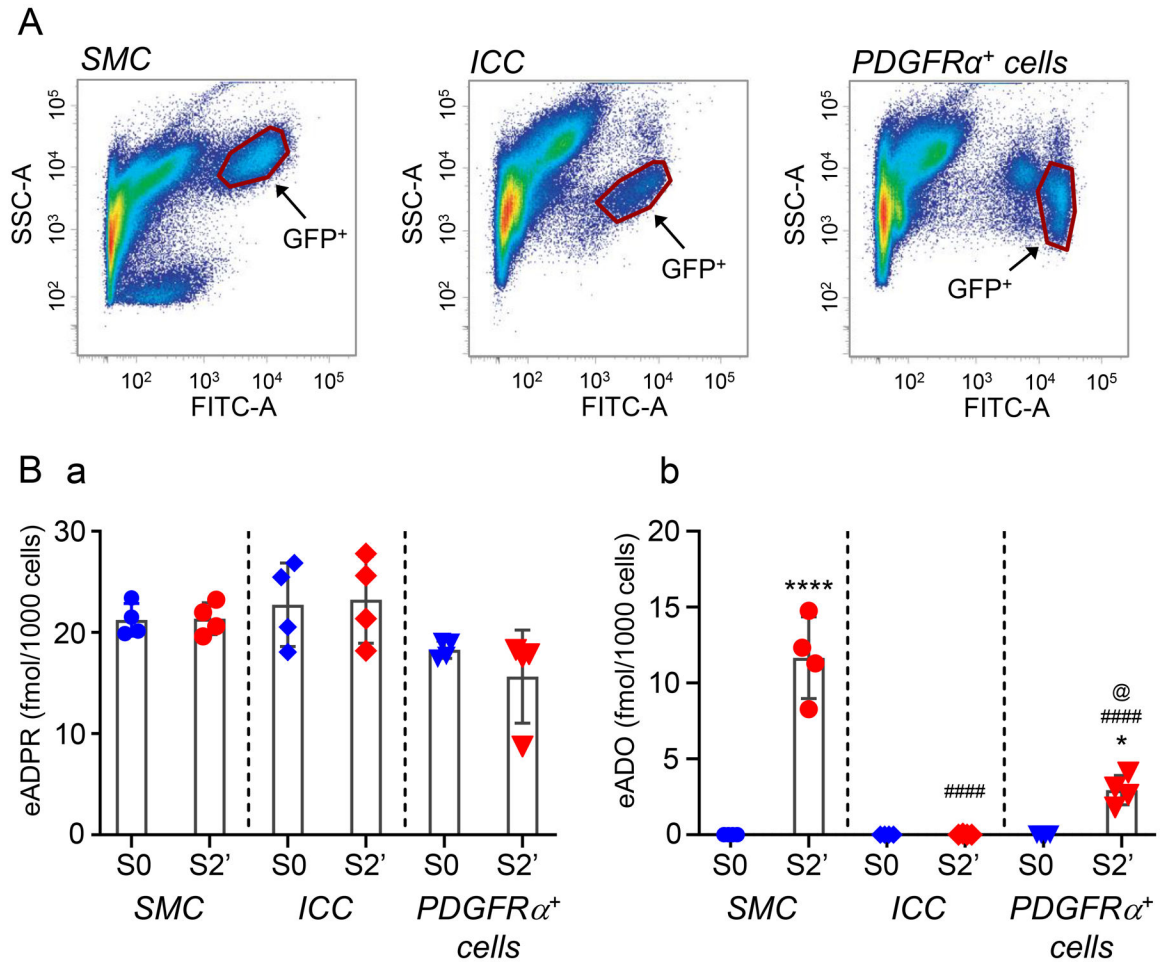 A
SMC
ICC
PDGFRα⁺ cells
SSC-A
10⁵
10⁴
10³
10²
GFP⁺
10² 10³ 10⁴ 10⁵
FITC-A
SSC-A
10⁵
10⁴
10³
10²
GFP⁺
10² 10³ 10⁴ 10⁵
FITC-A
SSC-A
10⁵
10⁴
10³
10²
GFP⁺
10² 10³ 10⁴ 10⁵
FITC-A
B a
eADPR (fmol/1000 cells)
30
20
10
0
S0 S2' S0 S2' S0 S2'
SMC ICC PDGFRα⁺
cells
b
eADO (fmol/1000 cells)
20
15
10
5
0
****
####
@
####
*
S0 S2' S0 S2' S0 S2'
SMC ICC PDGFRα⁺
cells